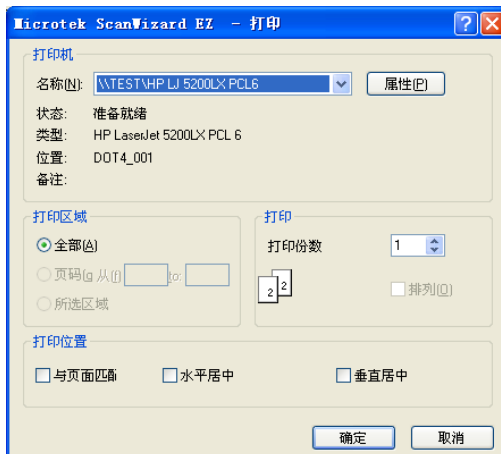 Microtek ScanWizard EZ - 打印
打印机
名称(N): \\TEST\HP LJ 5200LX PCL6 属性(P)
状态: 准备就绪
类型: HP LaserJet 5200LX PCL 6
位置: DOT4_001
备注:
打印区域 打印
全部(A) 打印份数 1
页码(g 从(f) to: 2 2 排列(O)
所选区域
打印位置
与页面匹配 水平居中 垂直居中
确定 取消